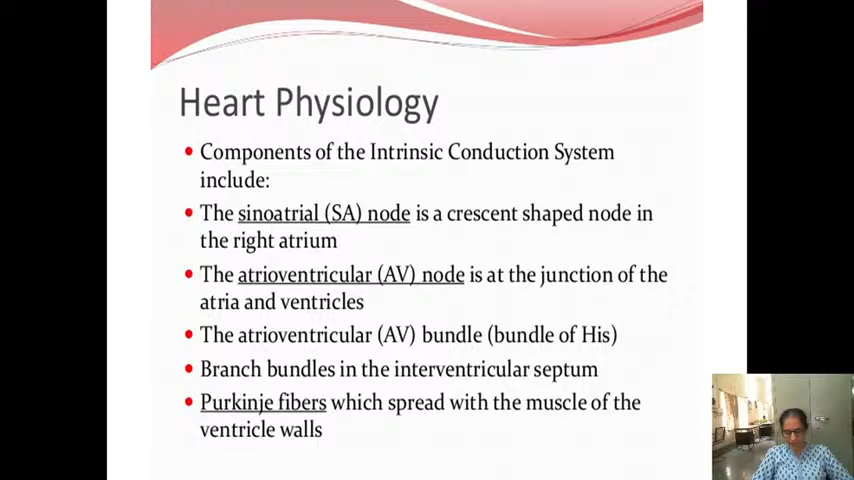 Heart Physiology
• Components of the Intrinsic Conduction System
include:
• The sinoatrial (SA) node is a crescent shaped node in
the right atrium
• The atrioventricular (AV) node is at the junction of the
atria and ventricles
• The atrioventricular (AV) bundle (bundle of His)
• Branch bundles in the interventricular septum
• Purkinje fibers which spread with the muscle of the
ventricle walls